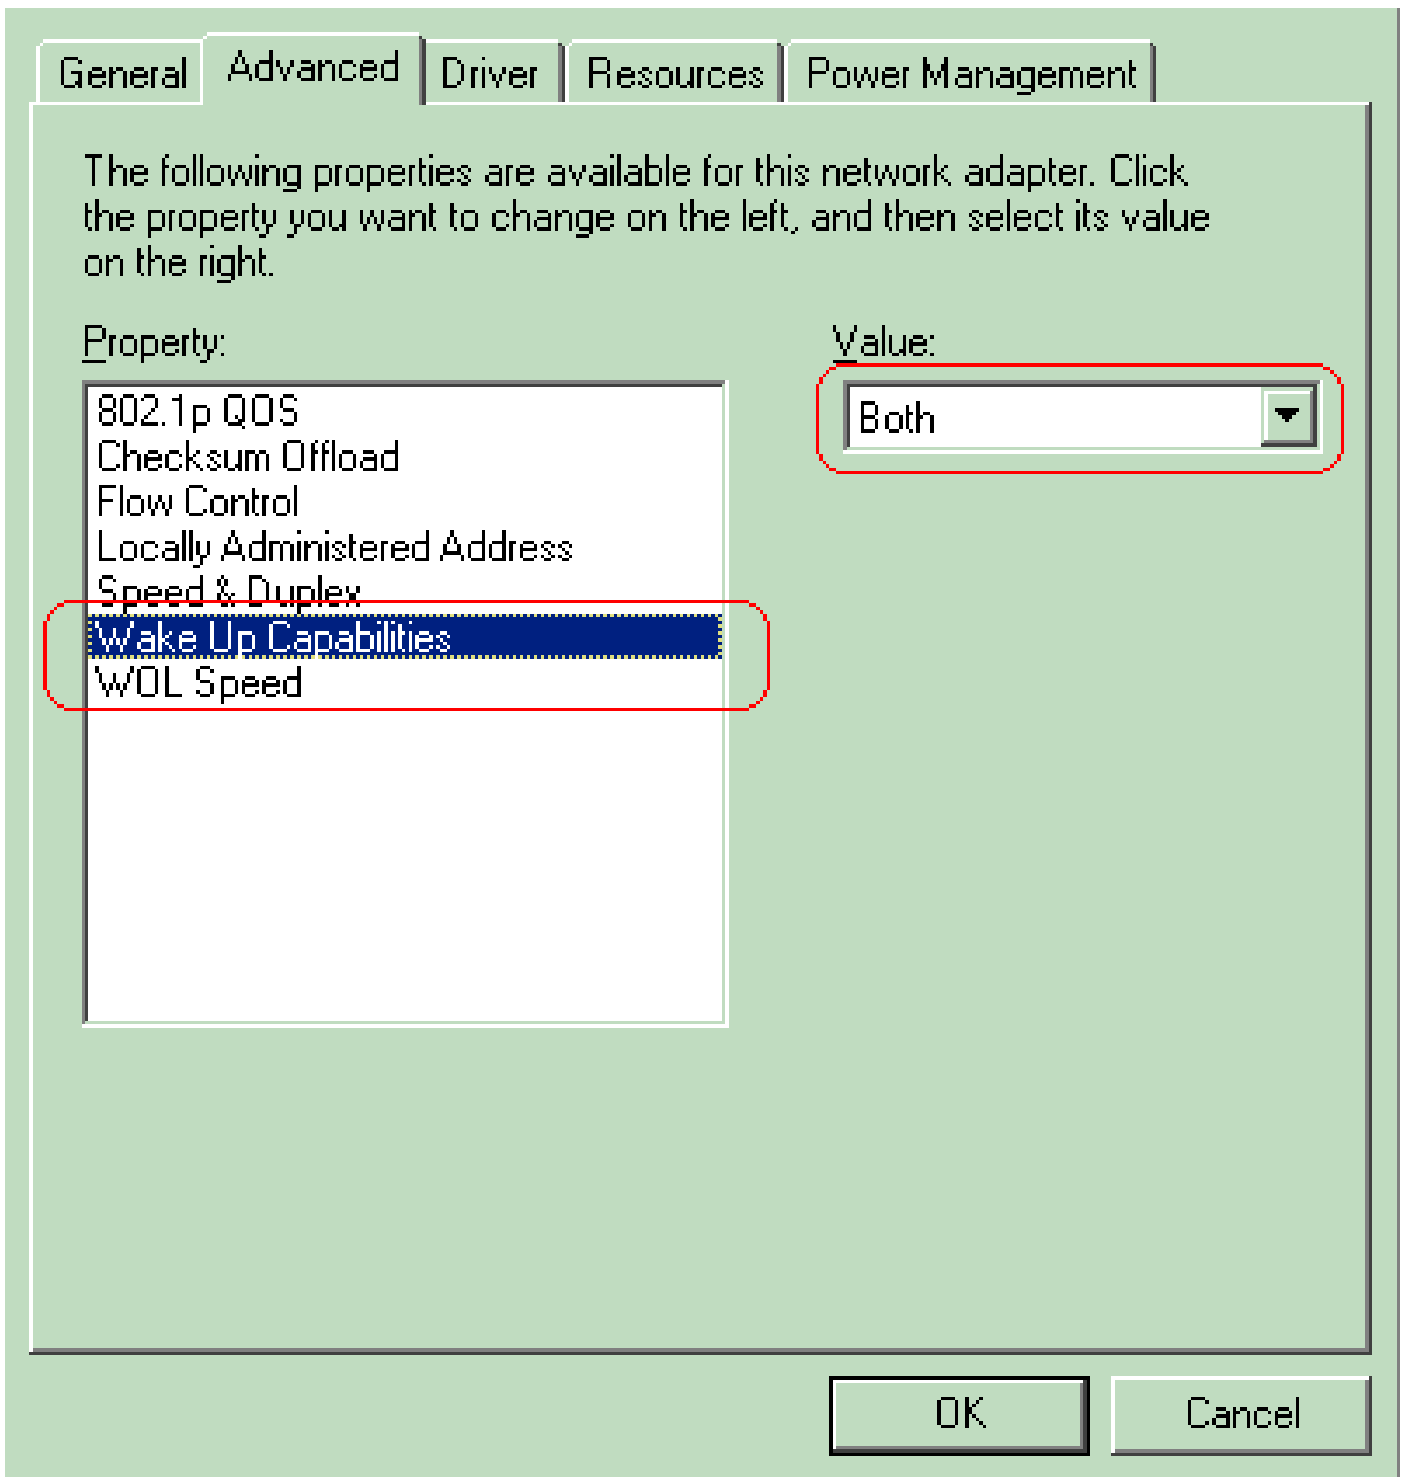 General Advanced Driver Resources Power Management
The following properties are available for this network adapter. Click
the property you want to change on the left, and then select its value
on the right.
Property:
Value:
802.1p QOS
Checksum Offload
Flow Control
Locally Administered Address
Speed & Duplex
Wake Up Capabilities
WOL Speed
Both
OK Cancel